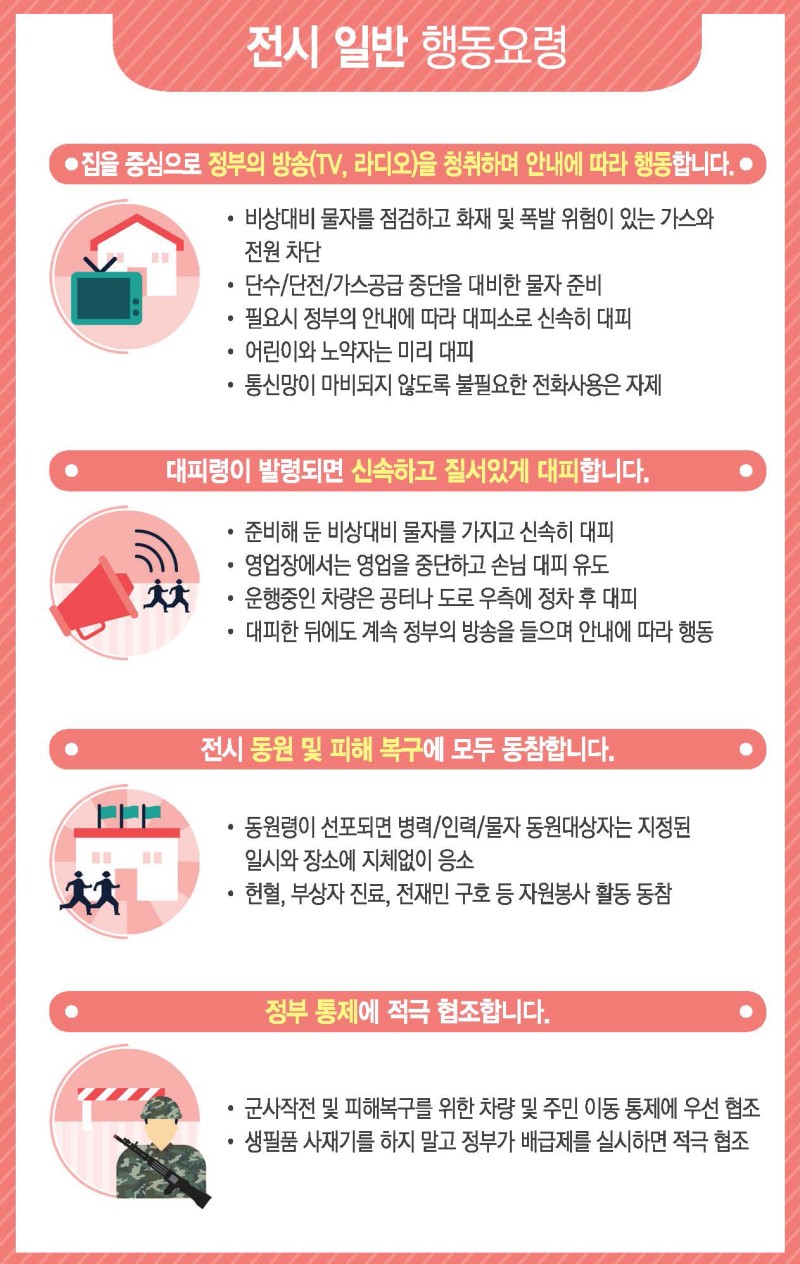 전시 일반 행동요령
집을 중심으로 정부의 방송(TV, 라디오)을 청취하며 안내에 따라 행동합니다.
• 비상대비 물자를 점검하고 화재 및 폭발 위험이 있는 가스와
전원 차단
• 단수/단전/가스공급 중단을 대비한 물자 준비
• 필요시 정부의 안내에 따라 대피소로 신속히 대피
• 어린이와 노약자는 미리 대피
• 통신망이 마비되지 않도록 불필요한 전화사용은 자제
대피령이 발령되면 신속하고 질서있게 대피합니다.
• 준비해 둔 비상대비 물자를 가지고 신속히 대피
• 영업장에서는 영업을 중단하고 손님 대피 유도
• 운행중인 차량은 공터나 도로 우측에 정차 후 대피
• 대피한 뒤에도 계속 정부의 방송을 들으며 안내에 따라 행동
전시 동원 및 피해 복구에 모두 동참합니다.
• 동원령이 선포되면 병력/인력/물자 동원대상자는 지정된
일시와 장소에 지체없이 응소
• 헌혈, 부상자 진료, 전재민 구호 등 자원봉사 활동 동참
정부 통제에 적극 협조합니다.
• 군사작전 및 피해복구를 위한 차량 및 주민 이동 통제에 우선 협조
• 생필품 사재기를 하지 말고 정부가 배급제를 실시하면 적극 협조